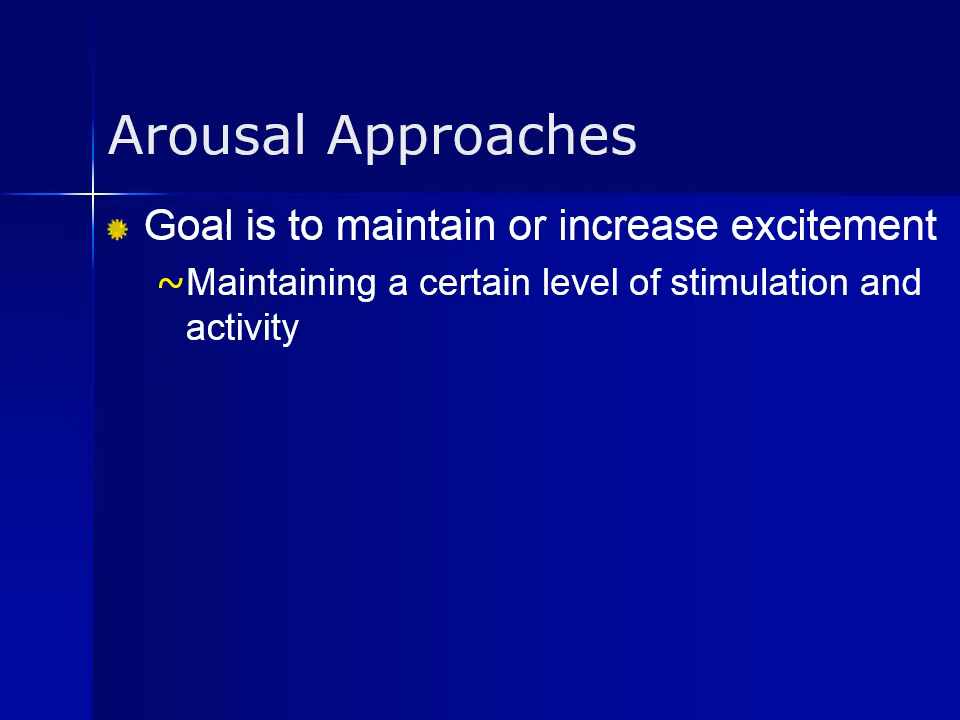 Arousal Approaches
Goal is to maintain or increase excitement
~Maintaining a certain level of stimulation and
activity